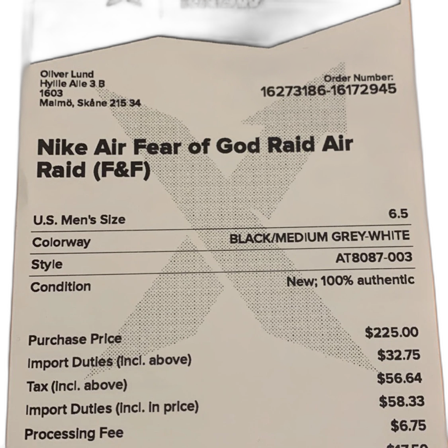 Oliver Lund
Hyllie Alle 3 B
1603
Malmö, Skåne 215 34
Order Number:
16273186-16172945
Nike Air Fear of God Raid Air
Raid (F&F)
U.S. Men's Size 6.5
Colorway BLACK/MEDIUM GREY-WHITE
Style AT8087-003
Condition New; 100% authentic
Purchase Price $225.00
Import Duties (incl. above) $32.75
Tax (incl. above) $56.64
Import Duties (incl. in price) $58.33
Processing Fee $6.75